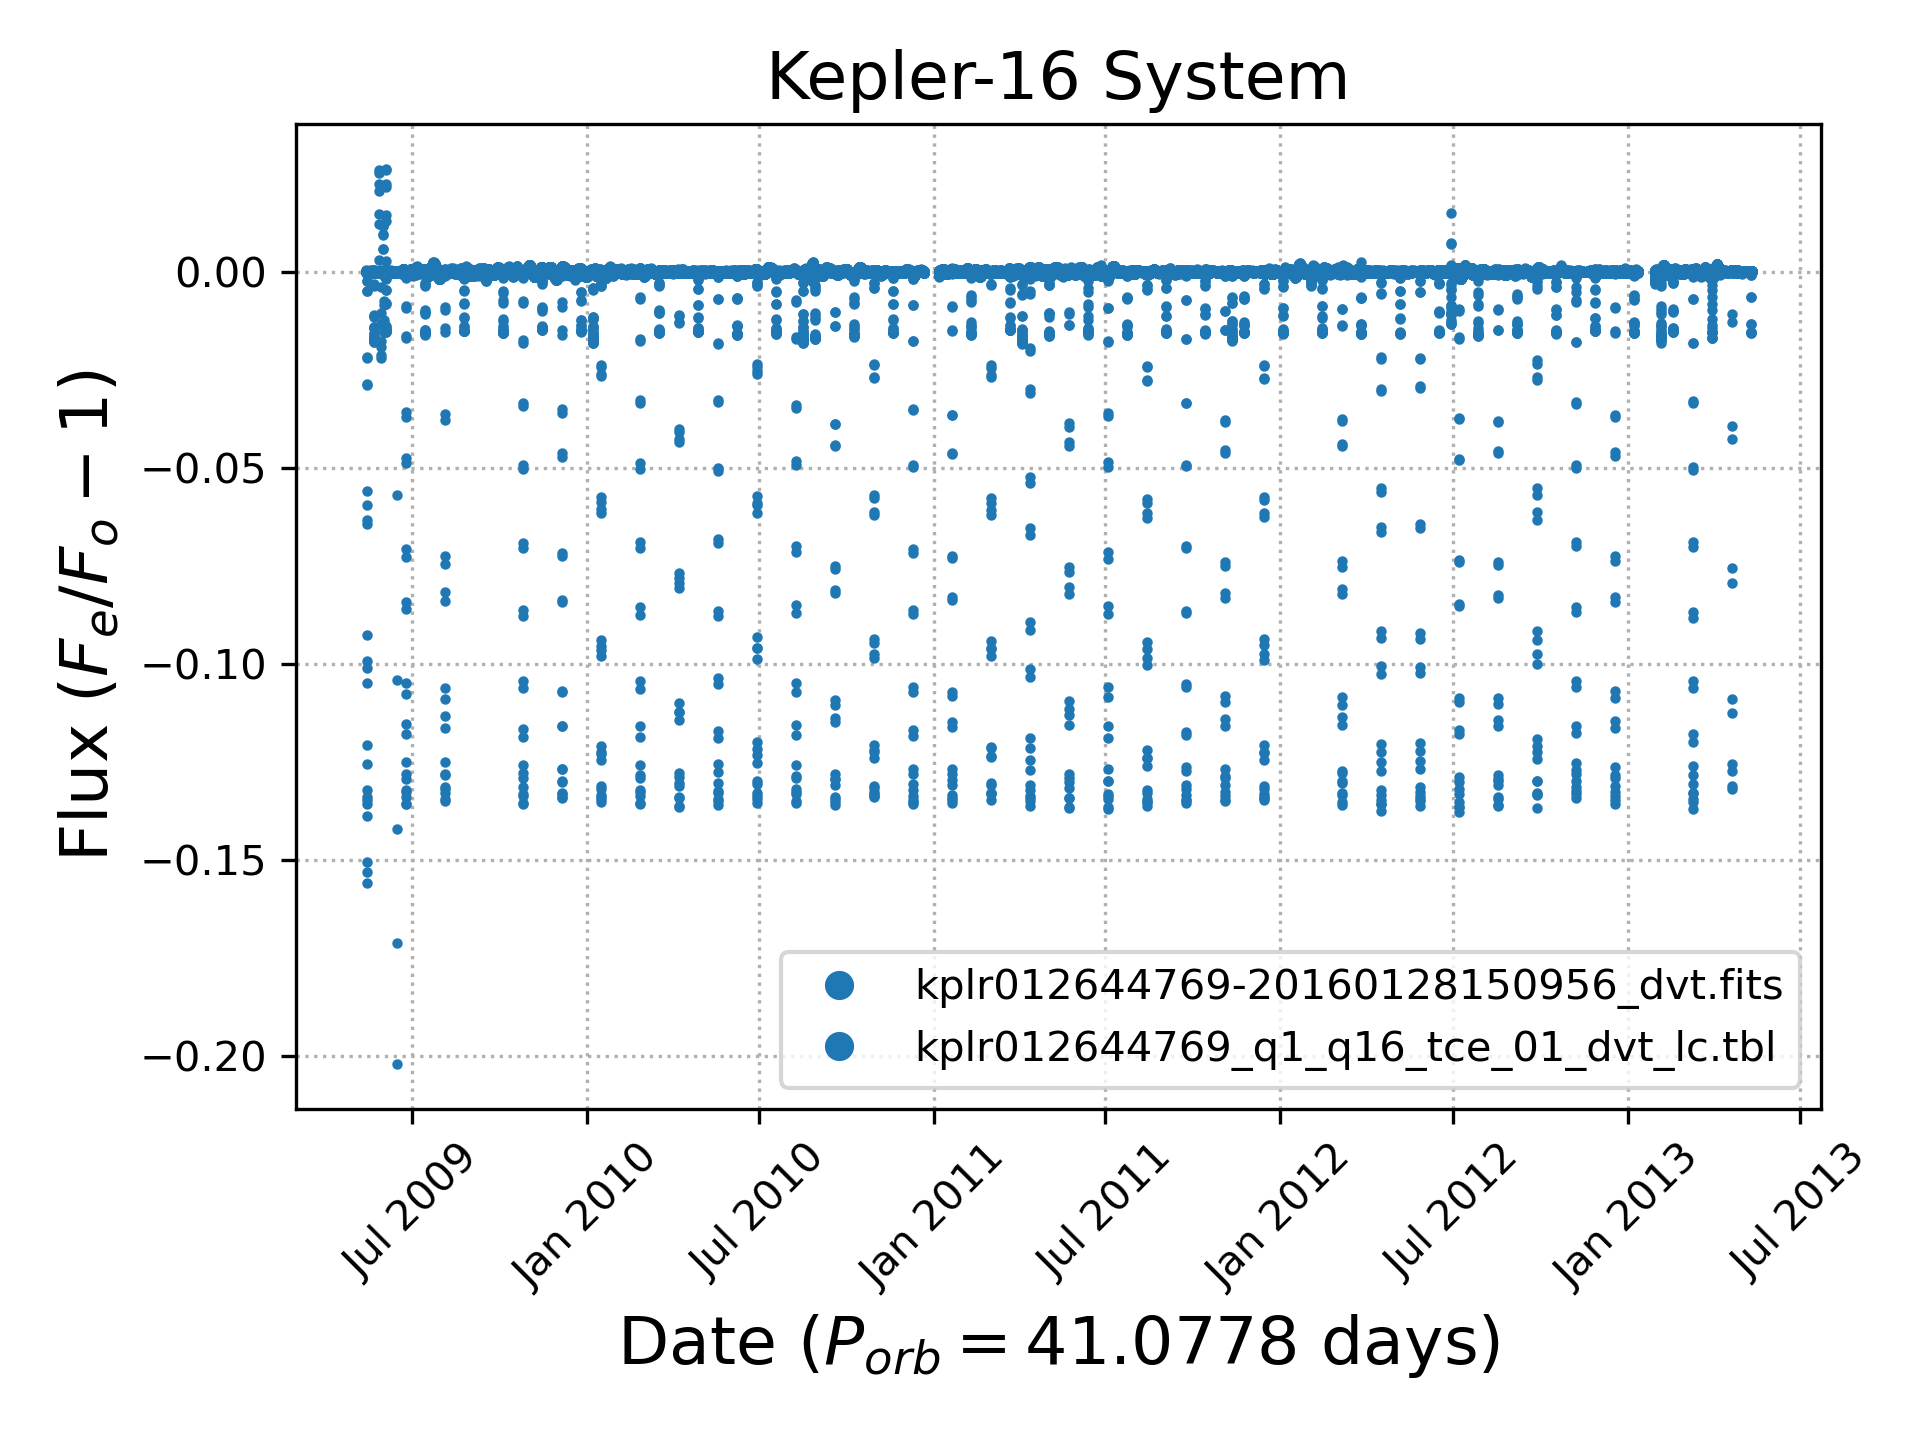 Kepler-16 System
Flux (Fₑ/Fₒ − 1)
0.00
−0.05
−0.10
−0.15
−0.20
kplr012644769-20160128150956_dvt.fits
kplr012644769_q1_q16_tce_01_dvt_lc.tbl
Jul 2009
Jan 2010
Jul 2010
Jan 2011
Jul 2011
Jan 2012
Jul 2012
Jan 2013
Jul 2013
Date (P_orb = 41.0778 days)